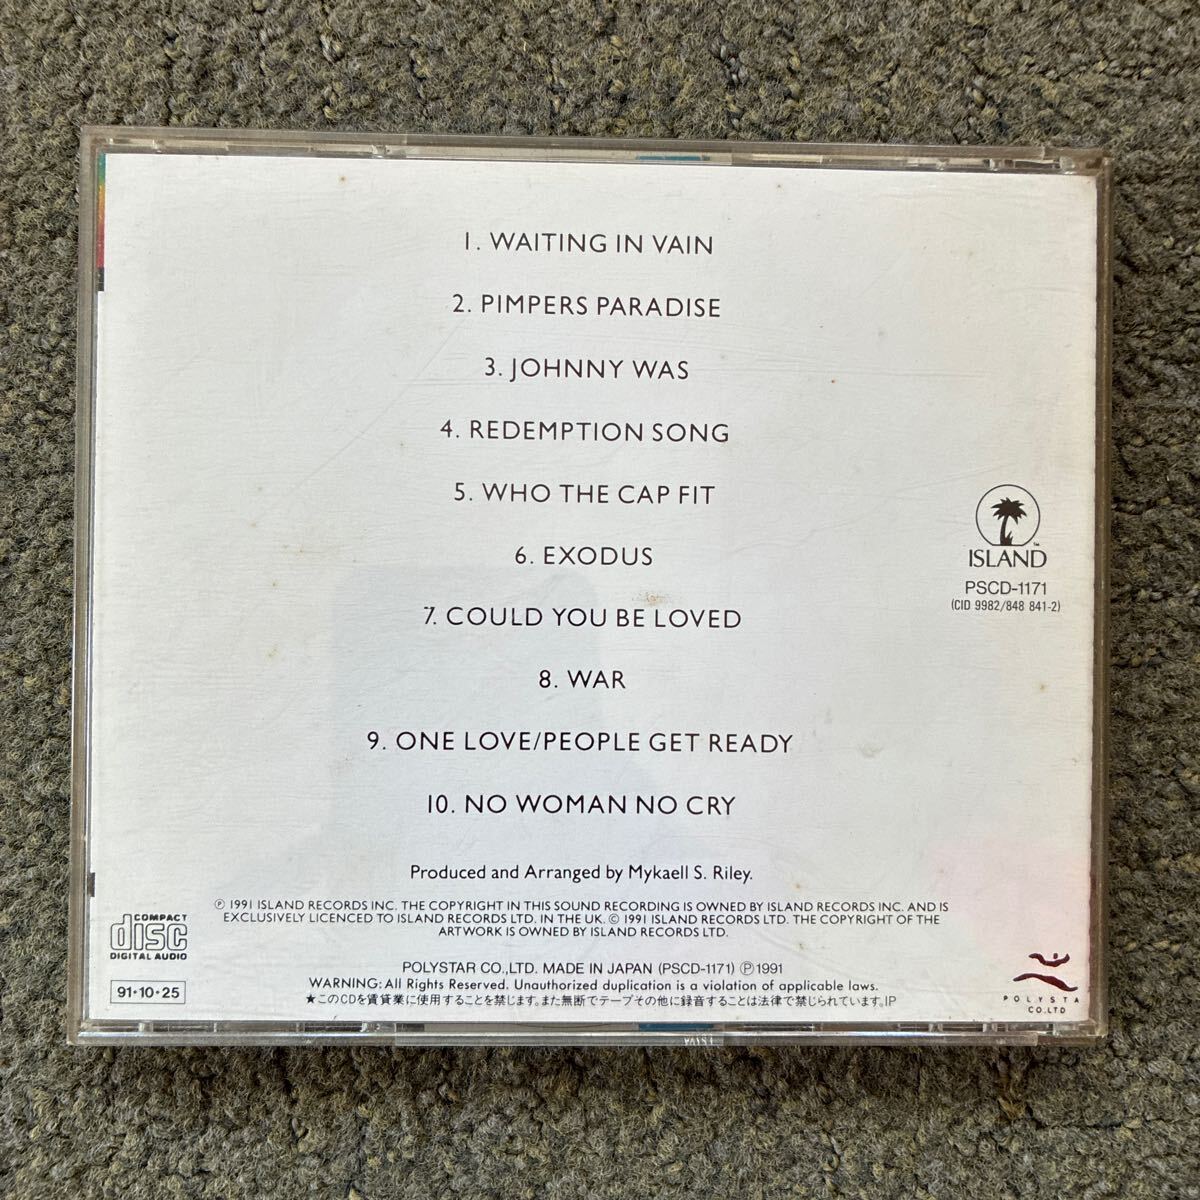 1. WAITING IN VAIN
2. PIMPERS PARADISE
3. JOHNNY WAS
4. REDEMPTION SONG
5. WHO THE CAP FIT
6. EXODUS
7. COULD YOU BE LOVED
8. WAR
9. ONE LOVE/PEOPLE GET READY
10. NO WOMAN NO CRY
ISLAND
TM
PSCD-1171
(CID 9982/848 841-2)
Produced and Arranged by Mykaell S. Riley.
℗ 1991 ISLAND RECORDS INC. THE COPYRIGHT IN THIS SOUND RECORDING IS OWNED BY ISLAND RECORDS INC. AND IS
EXCLUSIVELY LICENCED TO ISLAND RECORDS LTD. IN THE UK. © 1991 ISLAND RECORDS LTD. THE COPYRIGHT OF THE
ARTWORK IS OWNED BY ISLAND RECORDS LTD.
COMPACT
disc
DIGITAL AUDIO
91・10・25
POLYSTAR CO.,LTD. MADE IN JAPAN (PSCD-1171) ℗ 1991
WARNING: All Rights Reserved. Unauthorized duplication is a violation of applicable laws.
★このCDを賃貸業に使用することを禁じます。また無断でテープその他に録音することは法律で禁じられています。IP
POLYSTA
CO.LTD